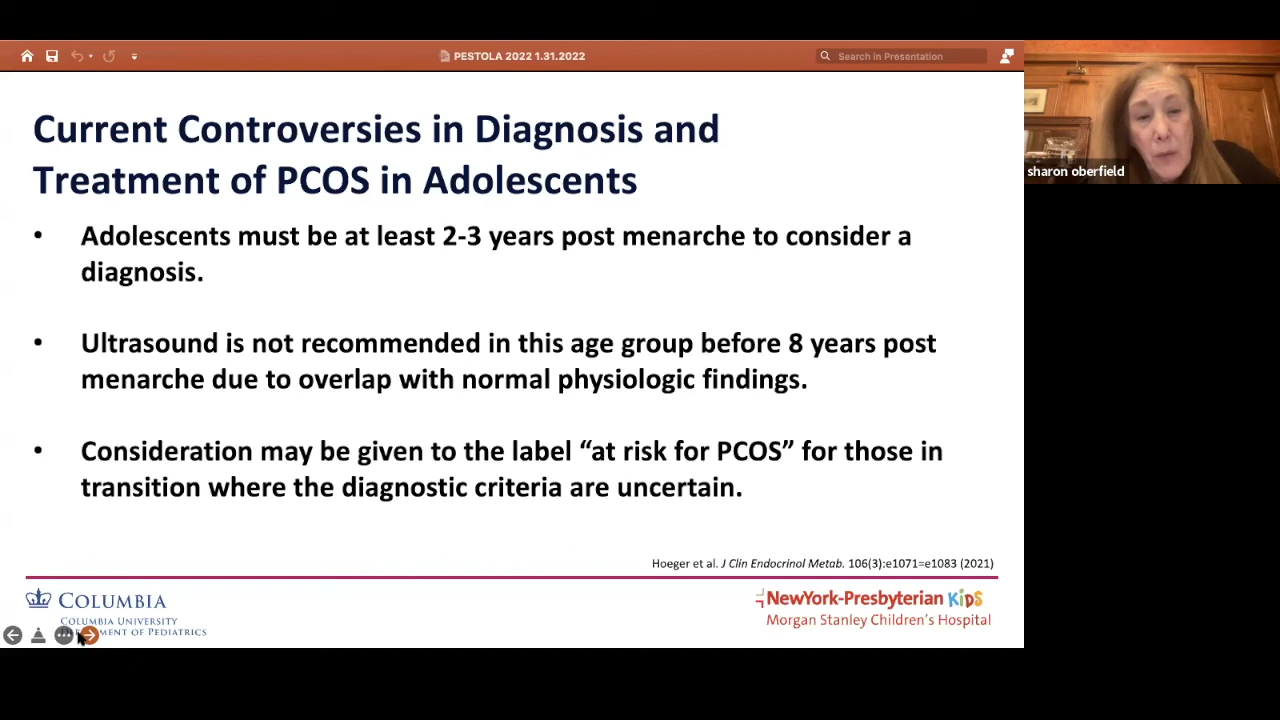 PESTOLA 2022 1.31.2022
Search in Presentation
Current Controversies in Diagnosis and
Treatment of PCOS in Adolescents
• Adolescents must be at least 2-3 years post menarche to consider a
diagnosis.
• Ultrasound is not recommended in this age group before 8 years post
menarche due to overlap with normal physiologic findings.
• Consideration may be given to the label “at risk for PCOS” for those in
transition where the diagnostic criteria are uncertain.
Hoeger et al. J Clin Endocrinol Metab. 106(3):e1071=e1083 (2021)
COLUMBIA
COLUMBIA UNIVERSITY
OF PEDIATRICS
NewYork-Presbyterian KiDS
Morgan Stanley Children's Hospital
sharon oberfield